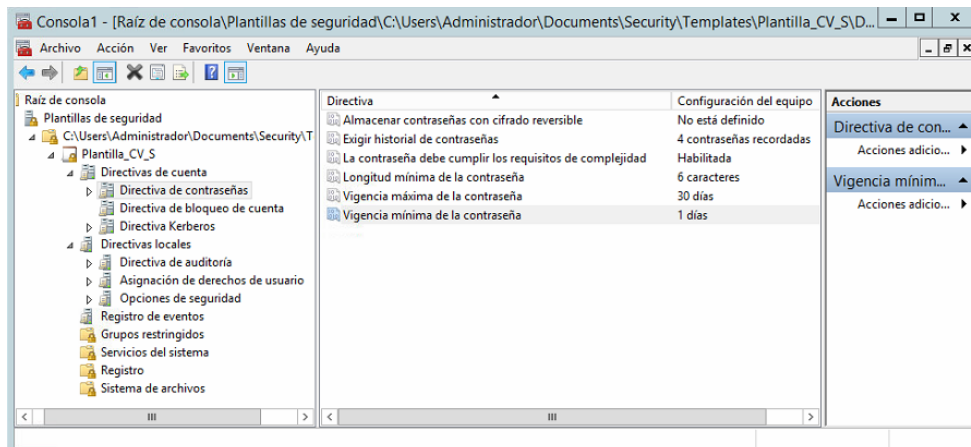 Consola1 - [Raíz de consola\Plantillas de seguridad\C:\Users\Administrador\Documents\Security\Templates\Plantilla_CV_S\D...
Archivo Acción Ver Favoritos Ventana Ayuda
Raíz de consola
Plantillas de seguridad
C:\Users\Administrador\Documents\Security\T
Plantilla_CV_S
Directivas de cuenta
Directiva de contraseñas
Directiva de bloqueo de cuenta
Directiva Kerberos
Directivas locales
Directiva de auditoría
Asignación de derechos de usuario
Opciones de seguridad
Registro de eventos
Grupos restringidos
Servicios del sistema
Registro
Sistema de archivos
Directiva Configuración del equipo
Almacenar contraseñas con cifrado reversible No está definido
Exigir historial de contraseñas 4 contraseñas recordadas
La contraseña debe cumplir los requisitos de complejidad Habilitada
Longitud mínima de la contraseña 6 caracteres
Vigencia máxima de la contraseña 30 días
Vigencia mínima de la contraseña 1 días
Acciones
Directiva de con...
Acciones adicio...
Vigencia mínim...
Acciones adicio...